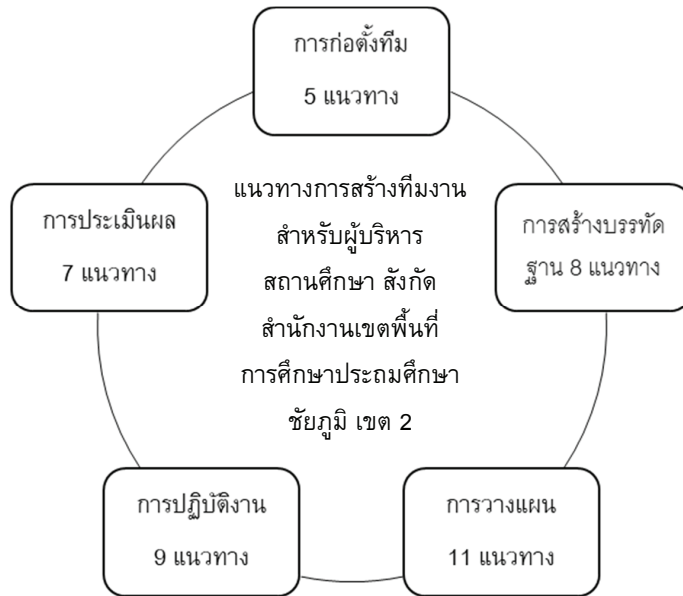 การก่อตั้งทีม
5 แนวทาง
แนวทางการสร้างทีมงาน
สำหรับผู้บริหาร
สถานศึกษา สังกัด
สำนักงานเขตพื้นที่
การศึกษาประถมศึกษา
ชัยภูมิ เขต 2
การสร้างบรรทัด
ฐาน 8 แนวทาง
การวางแผน
11 แนวทาง
การปฏิบัติงาน
9 แนวทาง
การประเมินผล
7 แนวทาง